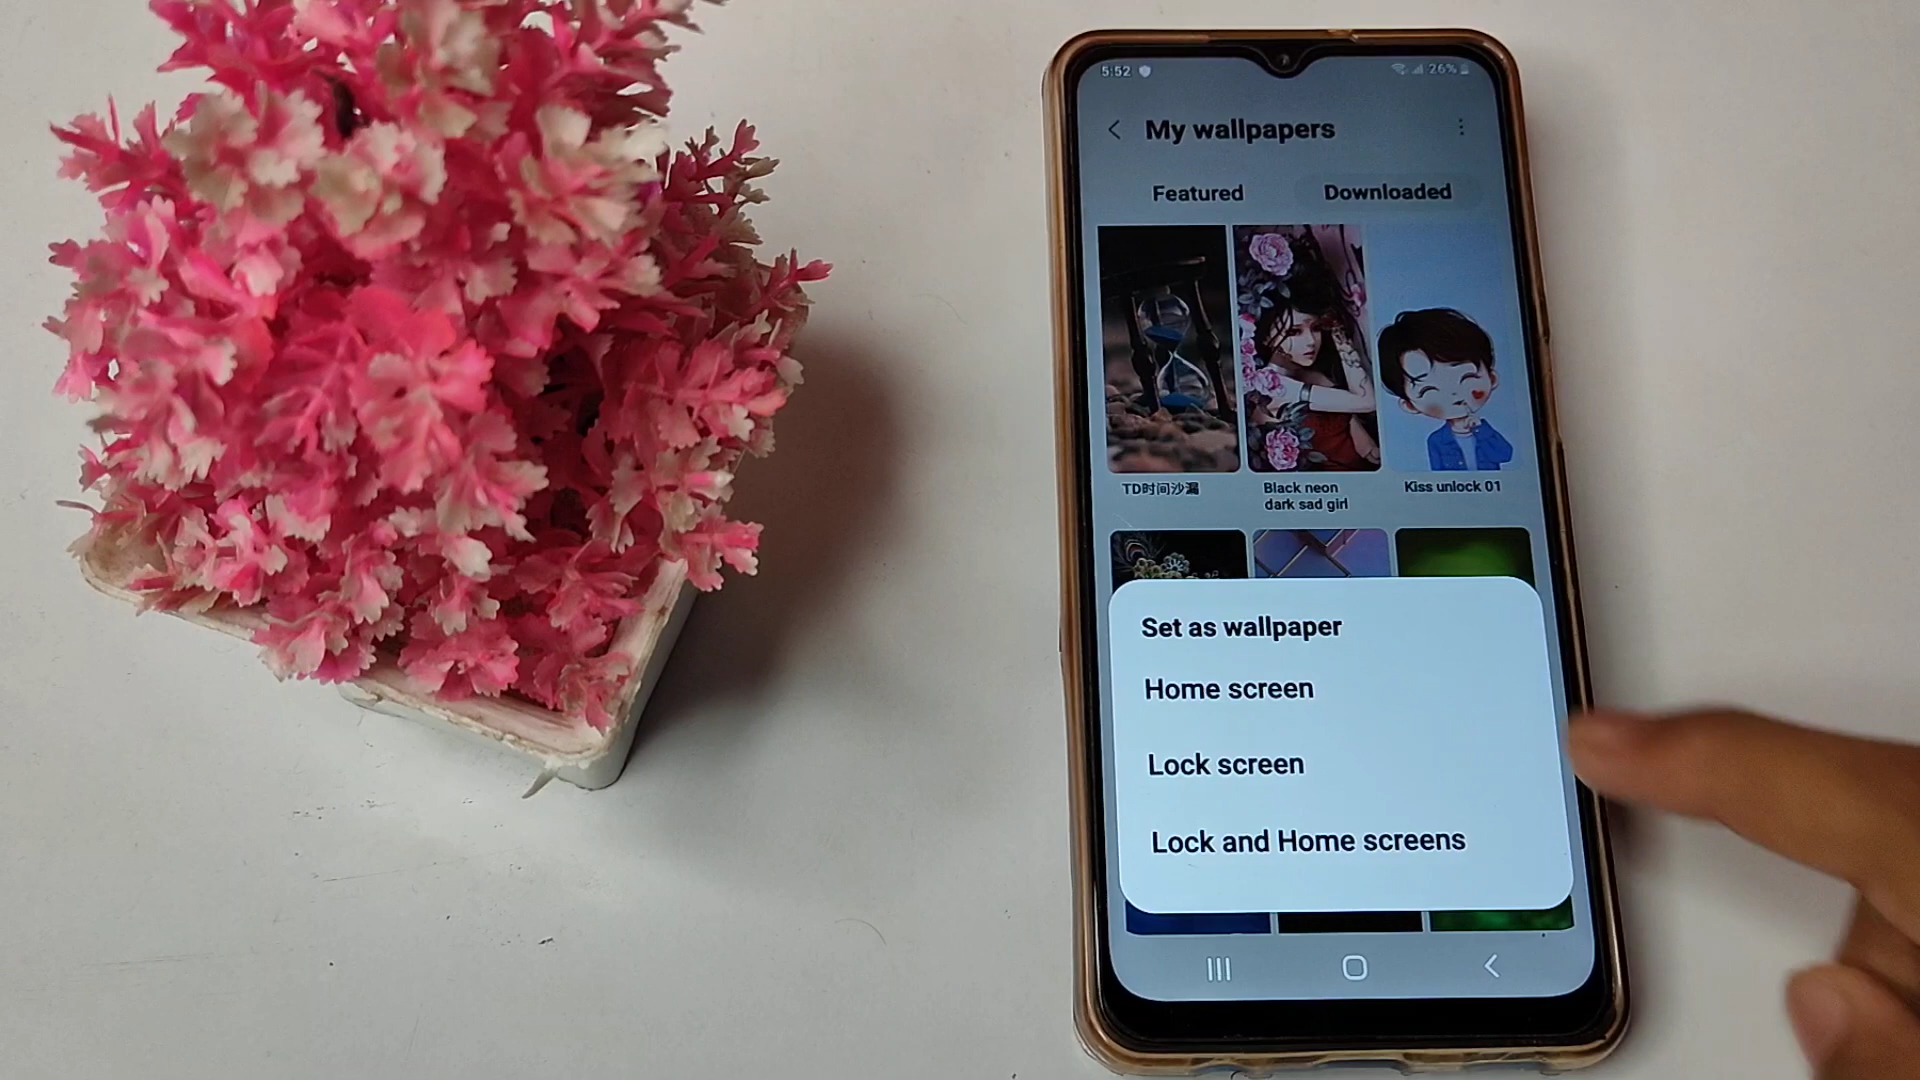 5:52
26%
My wallpapers
Featured
Downloaded
TD时间沙漏
Black neon
dark sad girl
Kiss unlock 01
Set as wallpaper
Home screen
Lock screen
Lock and Home screens